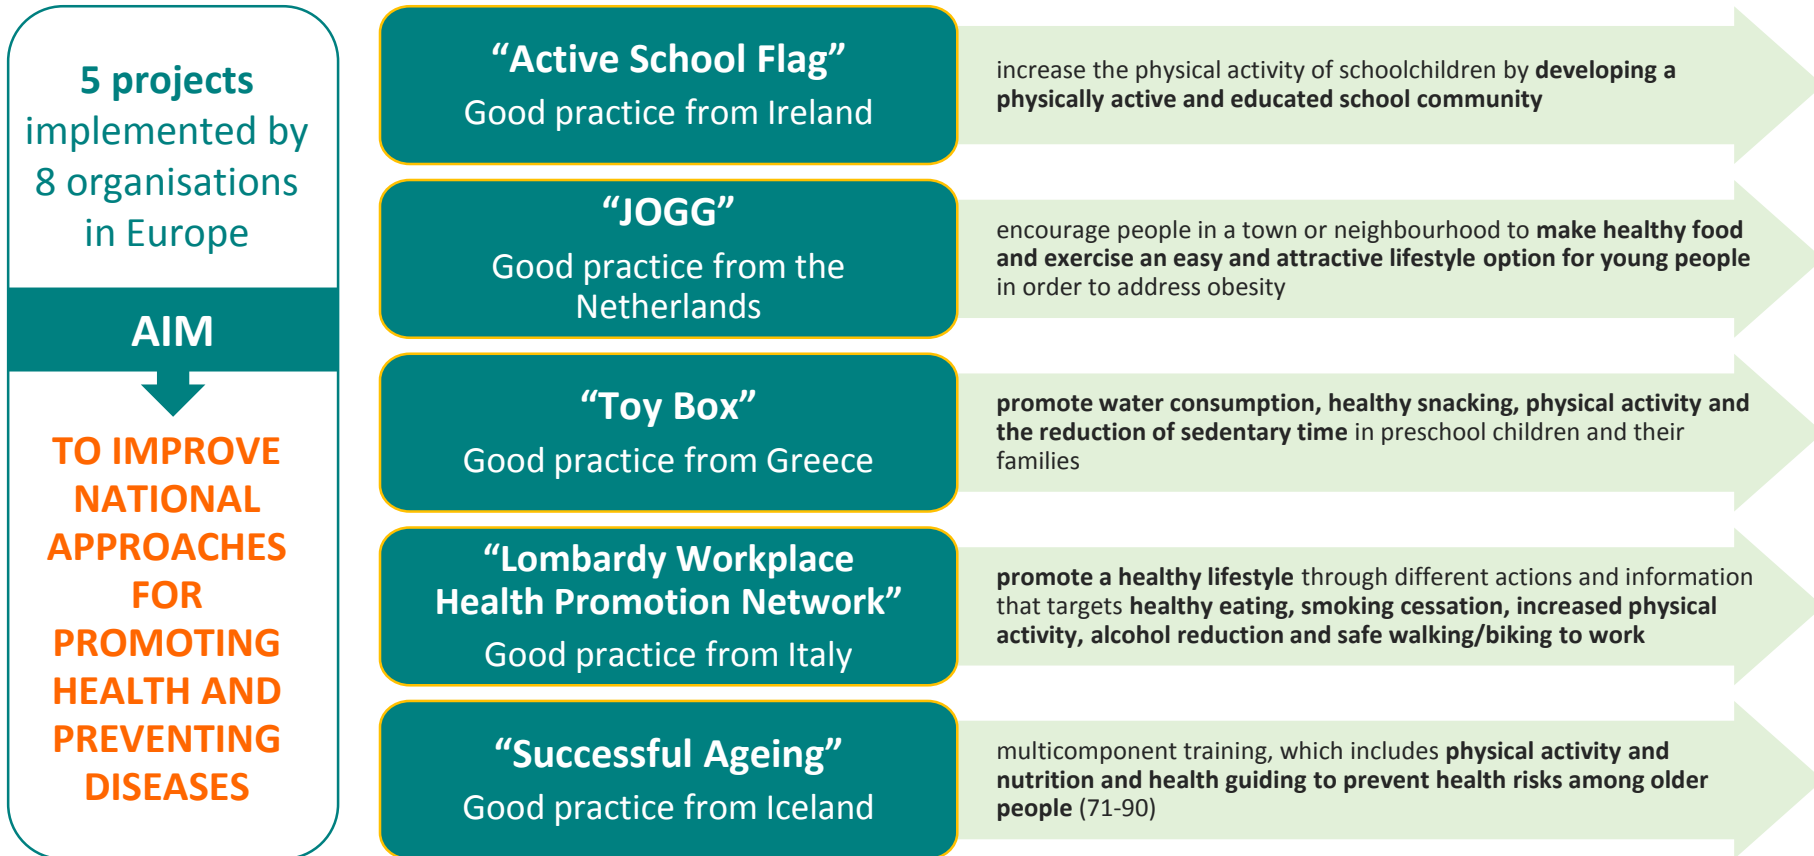 5 projects
implemented by
8 organisations
in Europe
AIM
TO IMPROVE
NATIONAL
APPROACHES
FOR
PROMOTING
HEALTH AND
PREVENTING
DISEASES
“Active School Flag”
Good practice from Ireland
increase the physical activity of schoolchildren by developing a
physically active and educated school community
“JOGG”
Good practice from the
Netherlands
encourage people in a town or neighbourhood to make healthy food
and exercise an easy and attractive lifestyle option for young people
in order to address obesity
“Toy Box”
Good practice from Greece
promote water consumption, healthy snacking, physical activity and
the reduction of sedentary time in preschool children and their
families
“Lombardy Workplace
Health Promotion Network”
Good practice from Italy
promote a healthy lifestyle through different actions and information
that targets healthy eating, smoking cessation, increased physical
activity, alcohol reduction and safe walking/biking to work
“Successful Ageing”
Good practice from Iceland
multicomponent training, which includes physical activity and
nutrition and health guiding to prevent health risks among older
people (71-90)